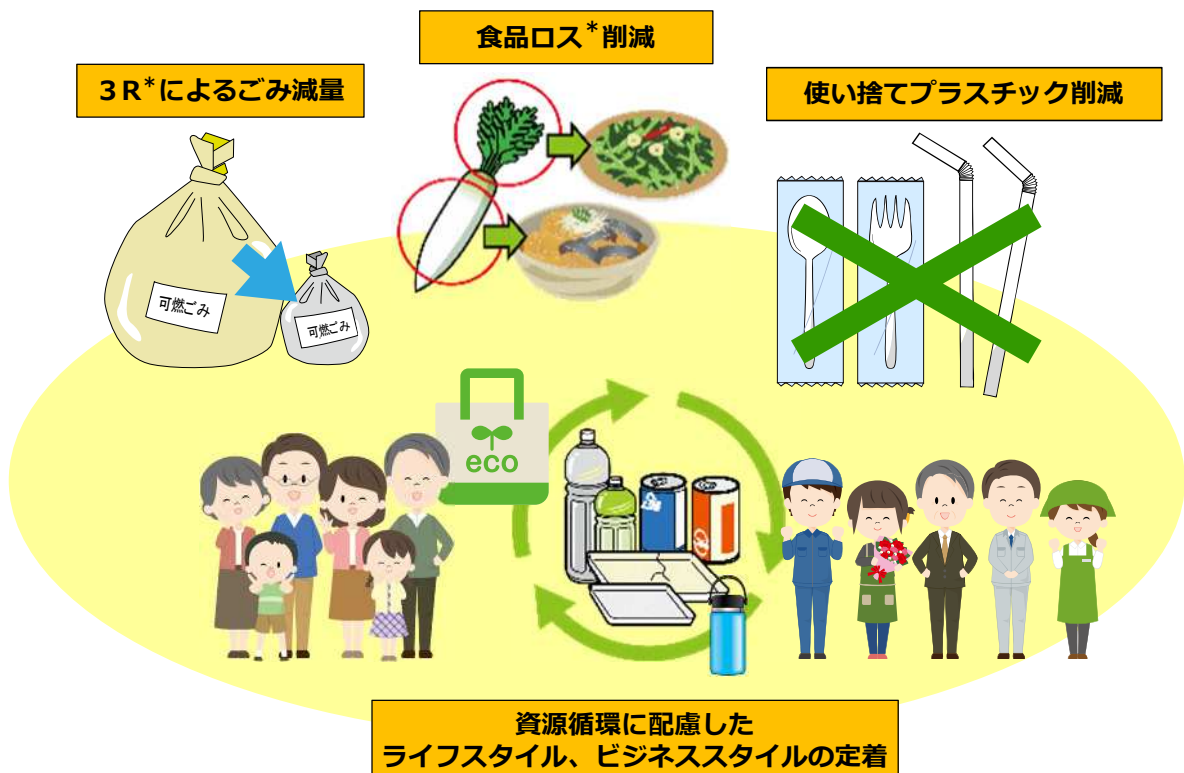 食品ロス*削減
3R*によるごみ減量
使い捨てプラスチック削減
可燃ごみ
可燃ごみ
eco
資源循環に配慮した
ライフスタイル、ビジネススタイルの定着